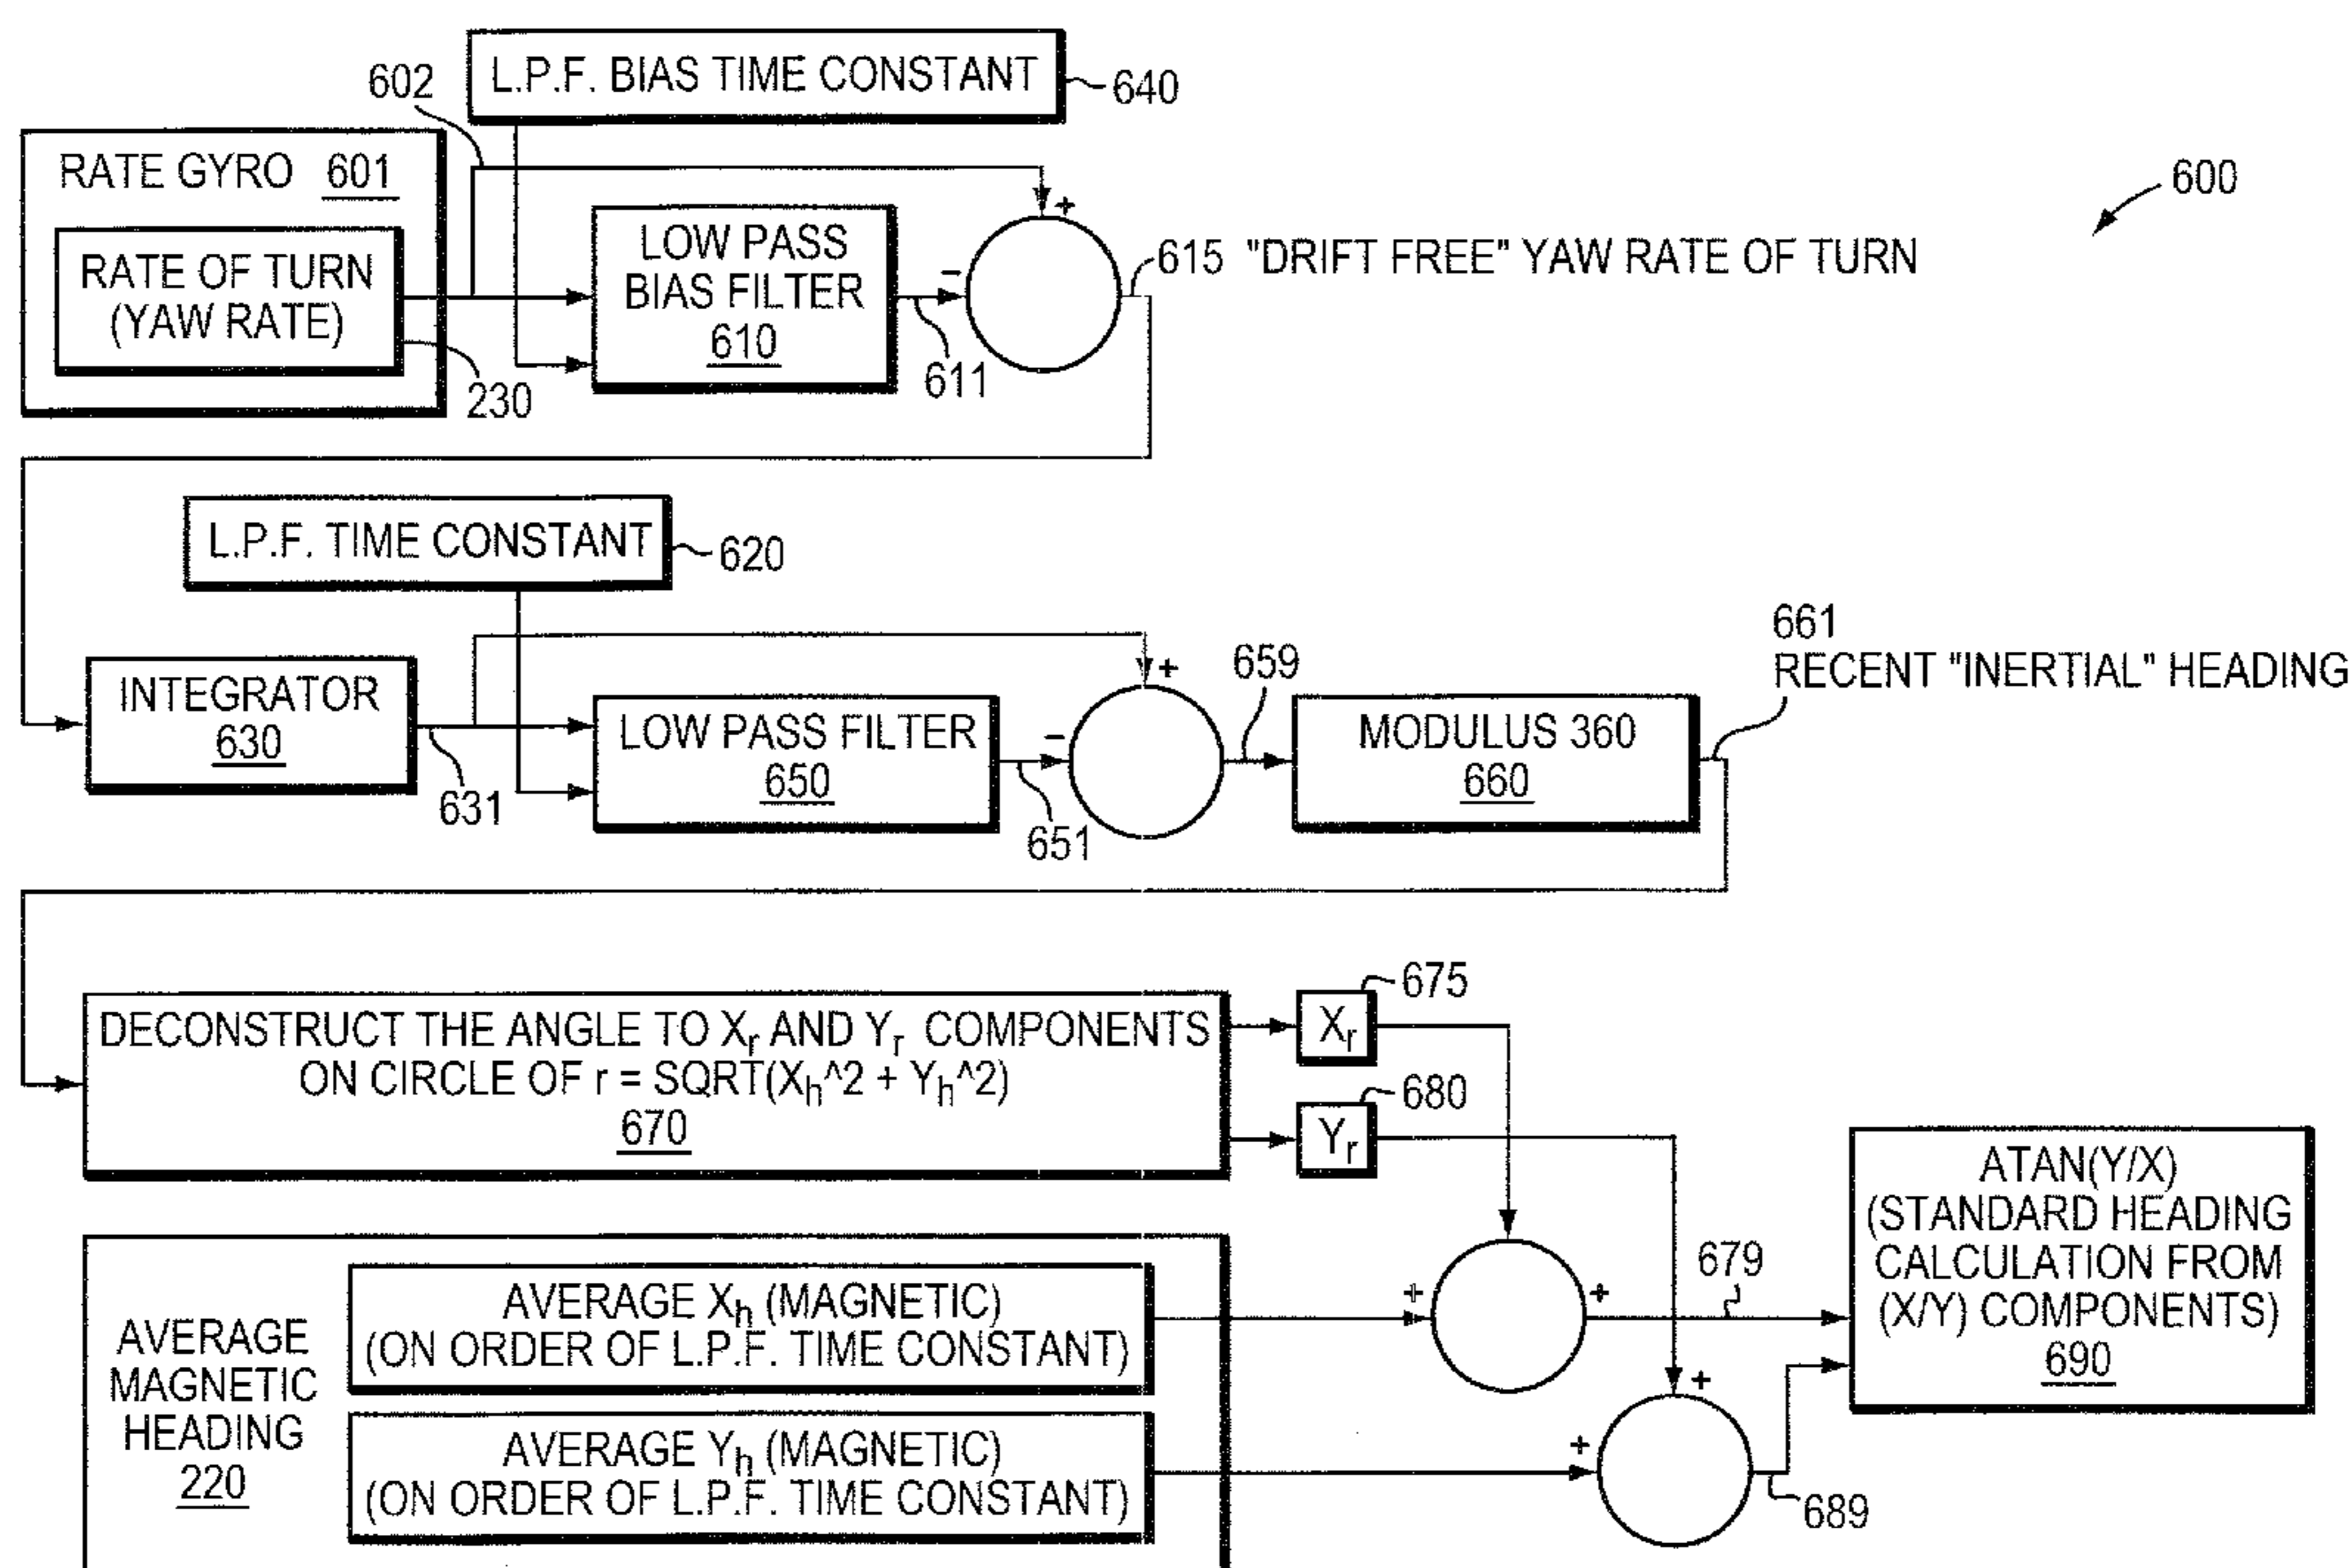 L.P.F. BIAS TIME CONSTANT
640
602
RATE GYRO 601
RATE OF TURN
(YAW RATE)
230
LOW PASS
BIAS FILTER
610
611
+
−
615 "DRIFT FREE" YAW RATE OF TURN
600
L.P.F. TIME CONSTANT
620
INTEGRATOR
630
631
LOW PASS FILTER
650
651
+
−
659
MODULUS 360
660
661
RECENT "INERTIAL" HEADING
DECONSTRUCT THE ANGLE TO Xr AND Yr COMPONENTS
ON CIRCLE OF r = SQRT(Xh^2 + Yh^2)
670
675
Xr
680
Yr
AVERAGE
MAGNETIC
HEADING
220
AVERAGE Xh (MAGNETIC)
(ON ORDER OF L.P.F. TIME CONSTANT)
AVERAGE Yh (MAGNETIC)
(ON ORDER OF L.P.F. TIME CONSTANT)
+
+
679
+
+
689
ATAN(Y/X)
(STANDARD HEADING
CALCULATION FROM
(X/Y) COMPONENTS)
690